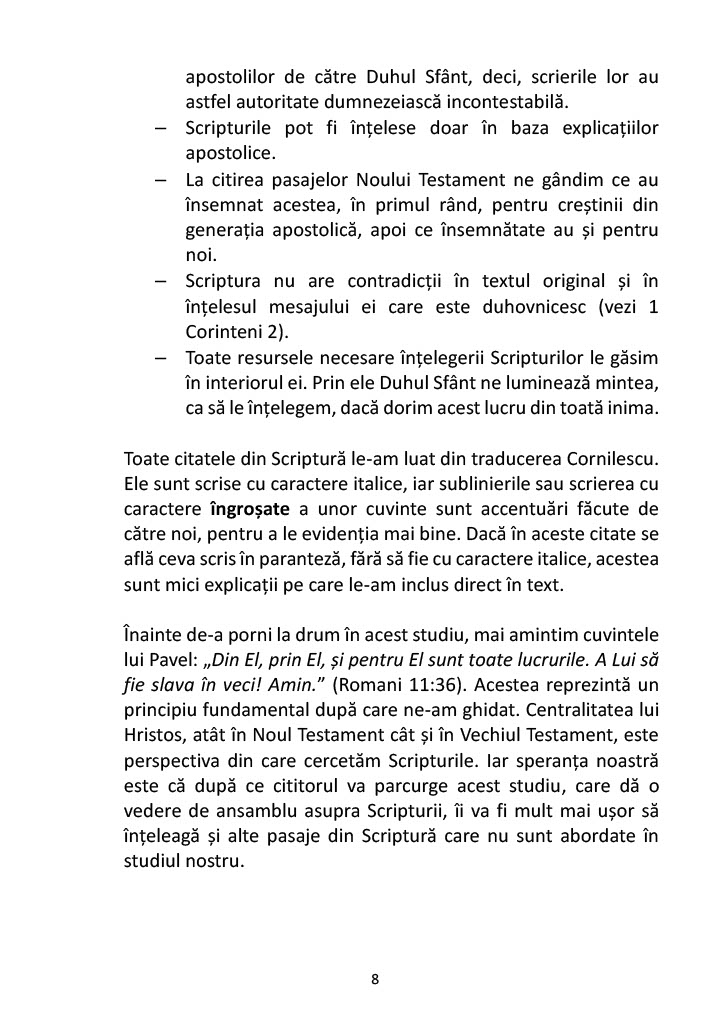 apostolilor de către Duhul Sfânt, deci, scrierile lor au
astfel autoritate dumnezeiască incontestabilă.
– Scripturile pot fi înțelese doar în baza explicațiilor
apostolice.
– La citirea pasajelor Noului Testament ne gândim ce au
însemnat acestea, în primul rând, pentru creștinii din
generația apostolică, apoi ce însemnătate au și pentru
noi.
– Scriptura nu are contradicții în textul original și în
înțelesul mesajului ei care este duhovnicesc (vezi 1
Corinteni 2).
– Toate resursele necesare înțelegerii Scripturilor le găsim
în interiorul ei. Prin ele Duhul Sfânt ne luminează mintea,
ca să le înțelegem, dacă dorim acest lucru din toată inima.
Toate citatele din Scriptură le-am luat din traducerea Cornilescu.
Ele sunt scrise cu caractere italice, iar sublinierile sau scrierea cu
caractere îngroșate a unor cuvinte sunt accentuări făcute de
către noi, pentru a le evidenția mai bine. Dacă în aceste citate se
află ceva scris în paranteză, fără să fie cu caractere italice, acestea
sunt mici explicații pe care le-am inclus direct în text.
Înainte de-a porni la drum în acest studiu, mai amintim cuvintele
lui Pavel: „Din El, prin El, și pentru El sunt toate lucrurile. A Lui să
fie slava în veci! Amin.” (Romani 11:36). Acestea reprezintă un
principiu fundamental după care ne-am ghidat. Centralitatea lui
Hristos, atât în Noul Testament cât și în Vechiul Testament, este
perspectiva din care cercetăm Scripturile. Iar speranța noastră
este că după ce cititorul va parcurge acest studiu, care dă o
vedere de ansamblu asupra Scripturii, îi va fi mult mai ușor să
înțeleagă și alte pasaje din Scriptură care nu sunt abordate în
studiul nostru.
8